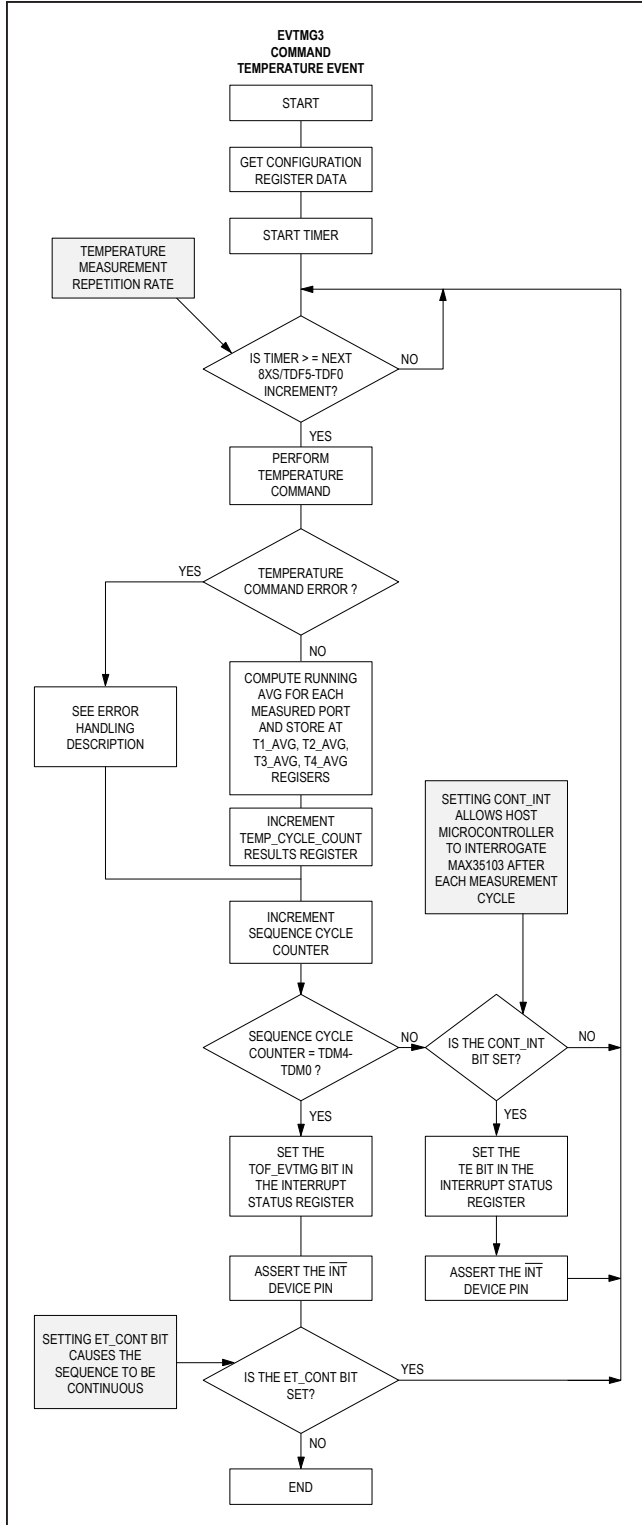 EVTMG3
COMMAND
TEMPERATURE EVENT
START
GET CONFIGURATION
REGISTER DATA
START TIMER
TEMPERATURE
MEASUREMENT
REPETITION RATE
IS TIMER > = NEXT
8XS/TDF5-TDF0
INCREMENT?
NO
YES
PERFORM
TEMPERATURE
COMMAND
YES
TEMPERATURE
COMMAND ERROR ?
NO
COMPUTE RUNNING
AVG FOR EACH
MEASURED PORT
AND STORE AT
T1_AVG, T2_AVG,
T3_AVG, T4_AVG
REGISERS
SEE ERROR
HANDLING
DESCRIPTION
INCREMENT
TEMP_CYCLE_COUNT
RESULTS REGISTER
SETTING CONT_INT
ALLOWS HOST
MICROCONTROLLER
TO INTERROGATE
MAX35103 AFTER
EACH MEASUREMENT
CYCLE
INCREMENT
SEQUENCE CYCLE
COUNTER
SEQUENCE CYCLE
COUNTER = TDM4-
TDM0 ?
NO
IS THE CONT_INT
BIT SET?
NO
YES
YES
SET THE
TOF_EVTMG BIT IN
THE INTERRUPT
STATUS REGISTER
SET THE
TE BIT IN THE
INTERRUPT STATUS
REGISTER
ASSERT THE INT
DEVICE PIN
ASSERT THE INT
DEVICE PIN
SETTING ET_CONT BIT
CAUSES THE
SEQUENCE TO BE
CONTINUOUS
IS THE ET_CONT BIT
SET?
YES
NO
END